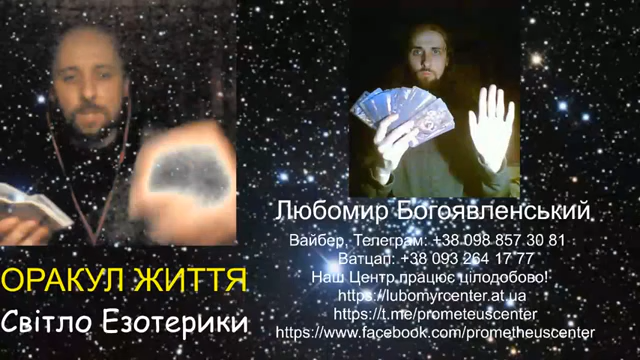 ОРАКУЛ ЖИТТЯ
Світло Езотерики
Любомир Богоявленський
Вайбер, Телеграм: +38 098 857 30 81
Ватцап: +38 093 264 17 77
Наш Центр працює цілодобово!
https://lubomyrcenter.at.ua
https://t.me/prometeuscenter
https://www.facebook.com/prometheuscenter